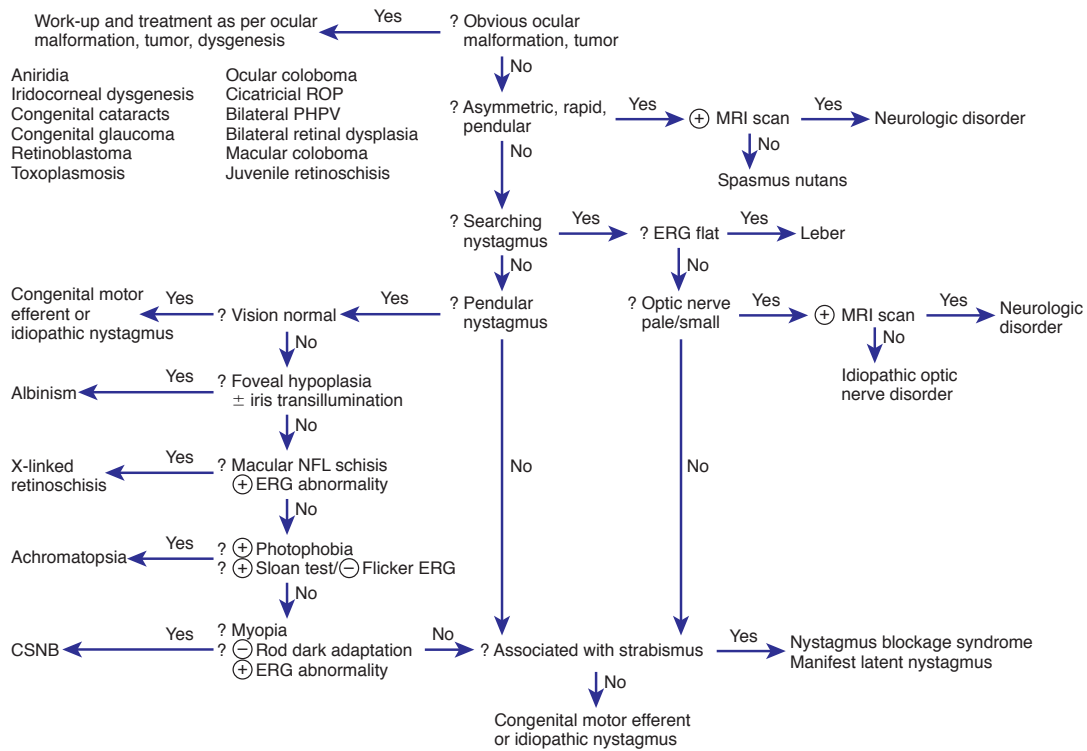 Work-up and treatment as per ocular
malformation, tumor, dysgenesis
Yes
? Obvious ocular
malformation, tumor
No
Aniridia
Iridocorneal dysgenesis
Congenital cataracts
Congenital glaucoma
Retinoblastoma
Toxoplasmosis
Ocular coloboma
Cicatricial ROP
Bilateral PHPV
Bilateral retinal dysplasia
Macular coloboma
Juvenile retinoschisis
? Asymmetric, rapid,
pendular
Yes
⊕ MRI scan
Yes
Neurologic disorder
No
Spasmus nutans
No
? Searching
nystagmus
Yes
? ERG flat
Yes
Leber
No
No
Congenital motor
efferent or
idiopathic nystagmus
Yes
? Vision normal
Yes
? Pendular
nystagmus
? Optic nerve
pale/small
Yes
⊕ MRI scan
Yes
Neurologic
disorder
No
Idiopathic optic
nerve disorder
No
Albinism
Yes
? Foveal hypoplasia
± iris transillumination
No
X-linked
retinoschisis
Yes
? Macular NFL schisis
⊕ ERG abnormality
No
No
No
Achromatopsia
Yes
? ⊕ Photophobia
? ⊕ Sloan test/⊖ Flicker ERG
No
CSNB
Yes
? Myopia
? ⊖ Rod dark adaptation
⊕ ERG abnormality
No
? Associated with strabismus
Yes
Nystagmus blockage syndrome
Manifest latent nystagmus
No
Congenital motor efferent
or idiopathic nystagmus